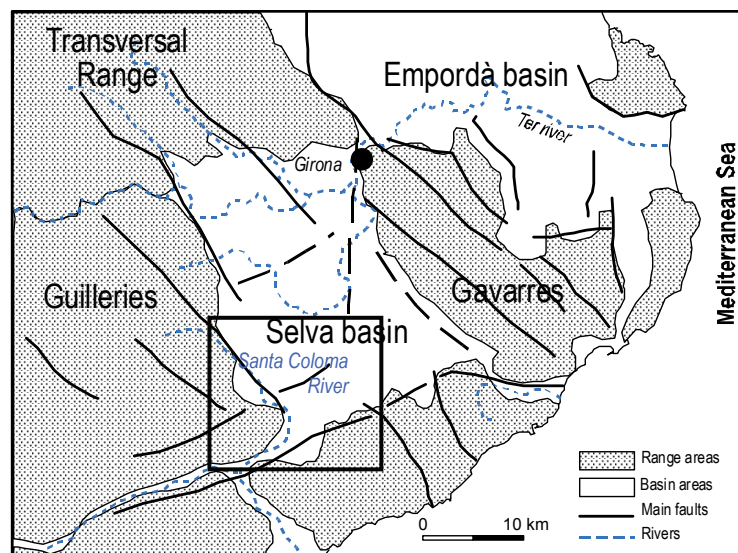 Transversal
Range
Empordà basin
Ter river
Girona
Mediterranean Sea
Guilleries
Gavarres
Selva basin
Santa Coloma
River
Range areas
Basin areas
Main faults
Rivers
0 10 km